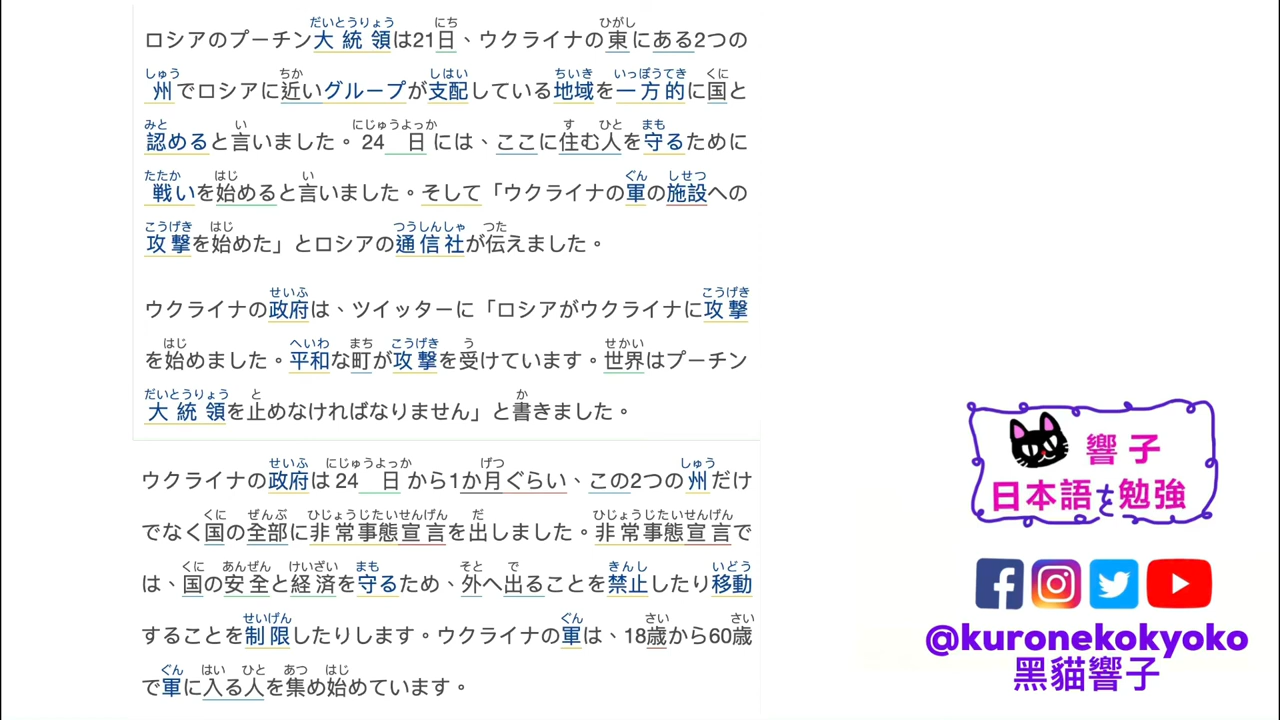 ロシアのプーチン大統領は21日、ウクライナの東にある2つの
州でロシアに近いグループが支配している地域を一方的に国と
認めると言いました。24日には、ここに住む人を守るために
戦いを始めると言いました。そして「ウクライナの軍の施設への
攻撃を始めた」とロシアの通信社が伝えました。
ウクライナの政府は、ツイッターに「ロシアがウクライナに攻撃
を始めました。平和な町が攻撃を受けています。世界はプーチン
大統領を止めなければなりません」と書きました。
ウクライナの政府は24日から1か月ぐらい、この2つの州だけ
でなく国の全部に非常事態宣言を出しました。非常事態宣言で
は、国の安全と経済を守るため、外へ出ることを禁止したり移動
することを制限したりします。ウクライナの軍は、18歳から60歳
で軍に入る人を集め始めています。
響子
日本語を勉強
@kuronekokyoko
黑貓響子